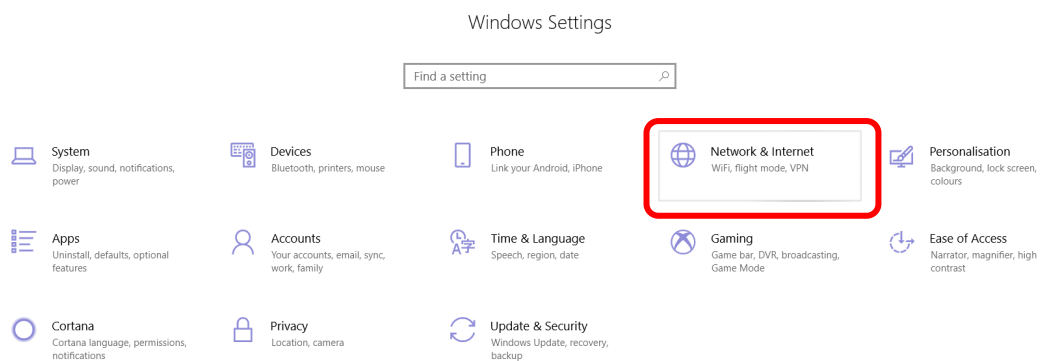 Windows Settings
Find a setting
System
Display, sound, notifications,
power
Devices
Bluetooth, printers, mouse
Phone
Link your Android, iPhone
Network & Internet
WiFi, flight mode, VPN
Personalisation
Background, lock screen,
colours
Apps
Uninstall, defaults, optional
features
Accounts
Your accounts, email, sync,
work, family
Time & Language
Speech, region, date
Gaming
Game bar, DVR, broadcasting,
Game Mode
Ease of Access
Narrator, magnifier, high
contrast
Cortana
Cortana language, permissions,
notifications
Privacy
Location, camera
Update & Security
Windows Update, recovery,
backup